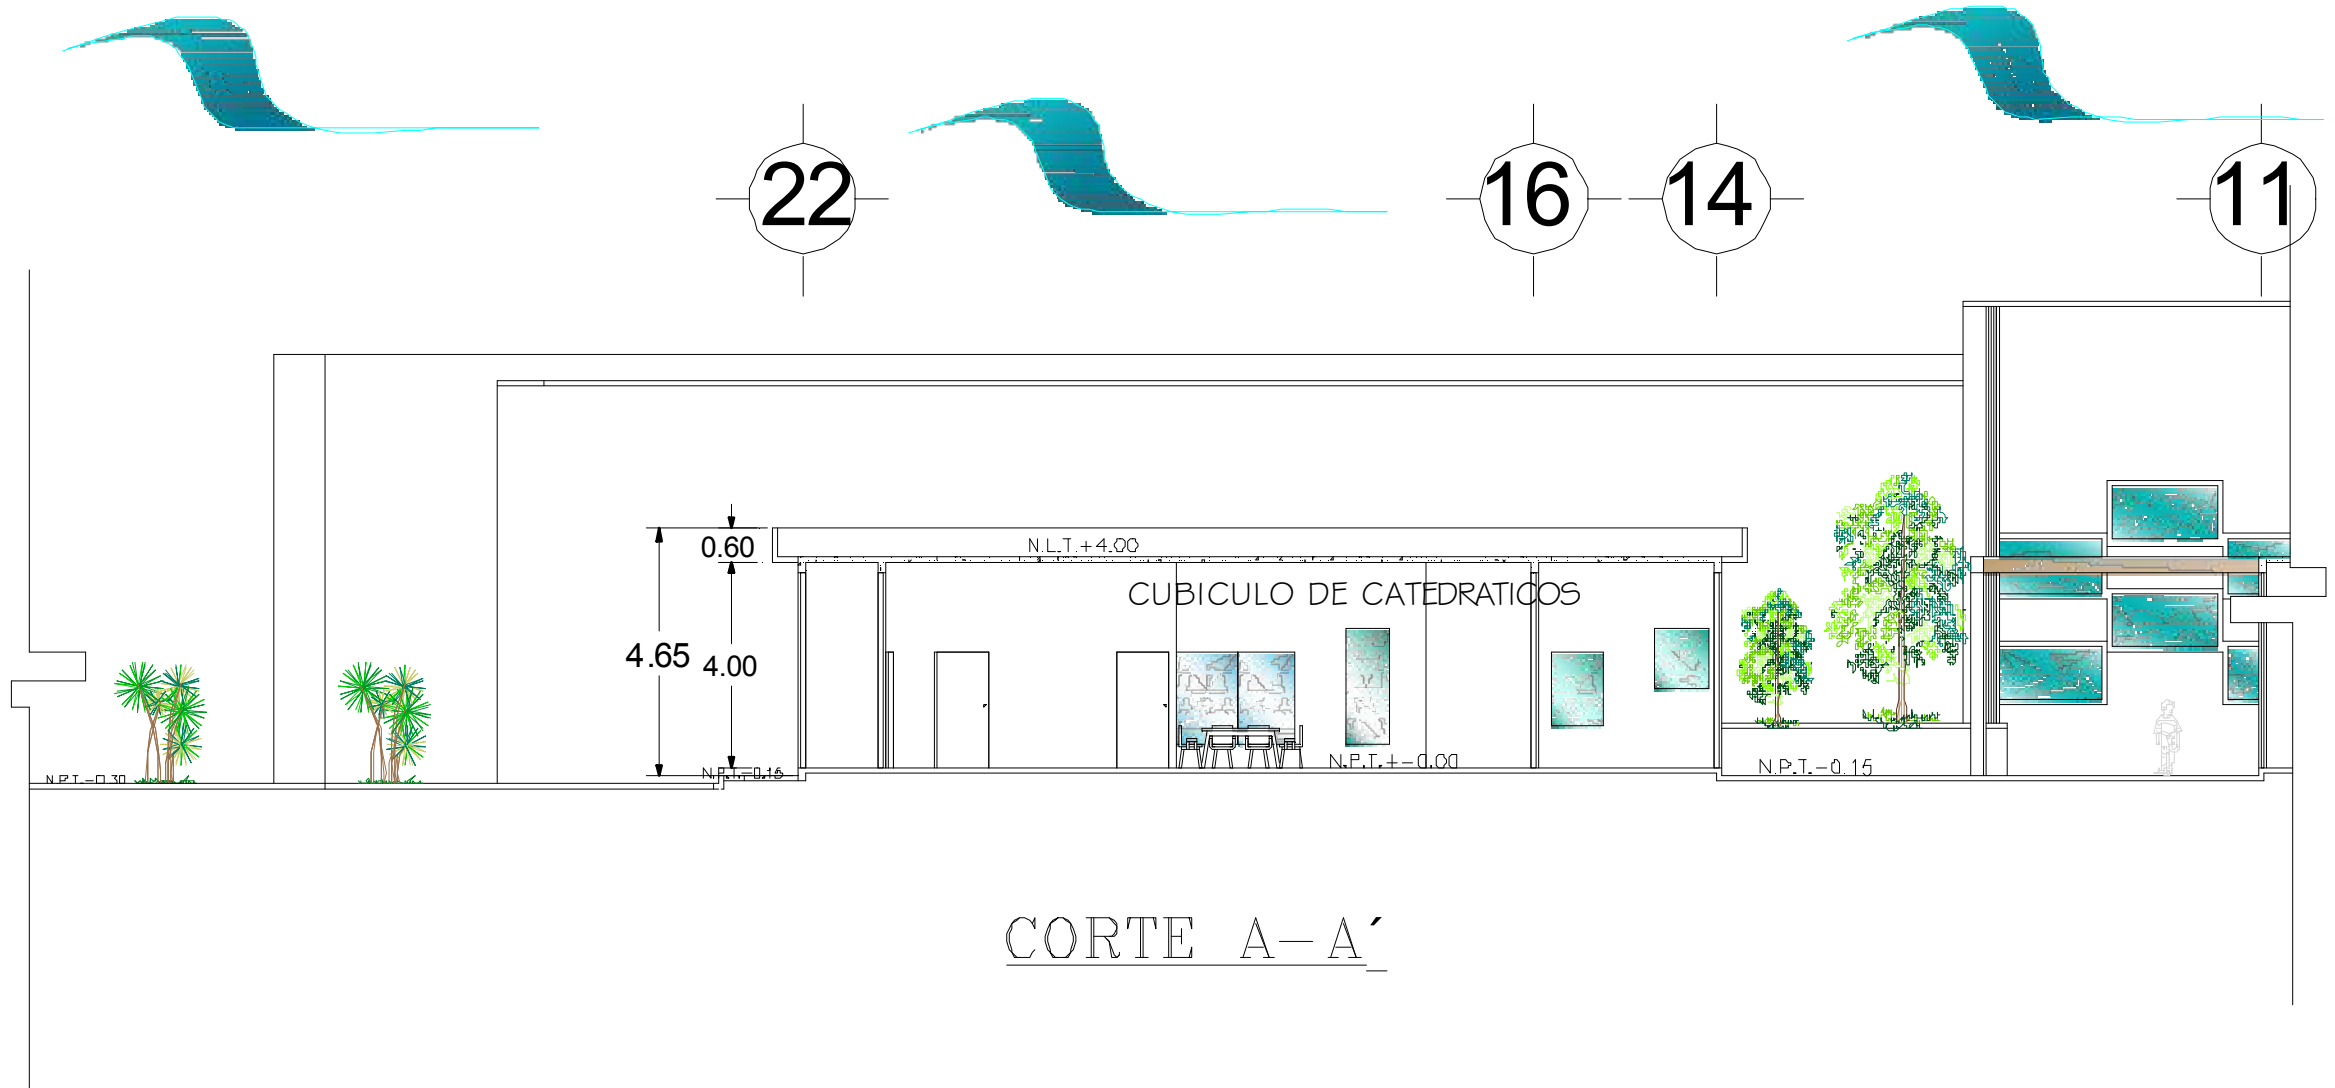 22
16
14
11
0.60
N.L.T.+4.00
CUBICULO DE CATEDRATICOS
4.65
4.00
N.P.T.-0.30
N.P.T.-0.15
N.P.T.+-0.00
N.P.T.-0.15
CORTE A-A´